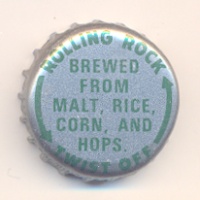 ROLLING ROCK
BREWED
FROM
MALT, RICE,
CORN, AND
HOPS.
TWIST OFF